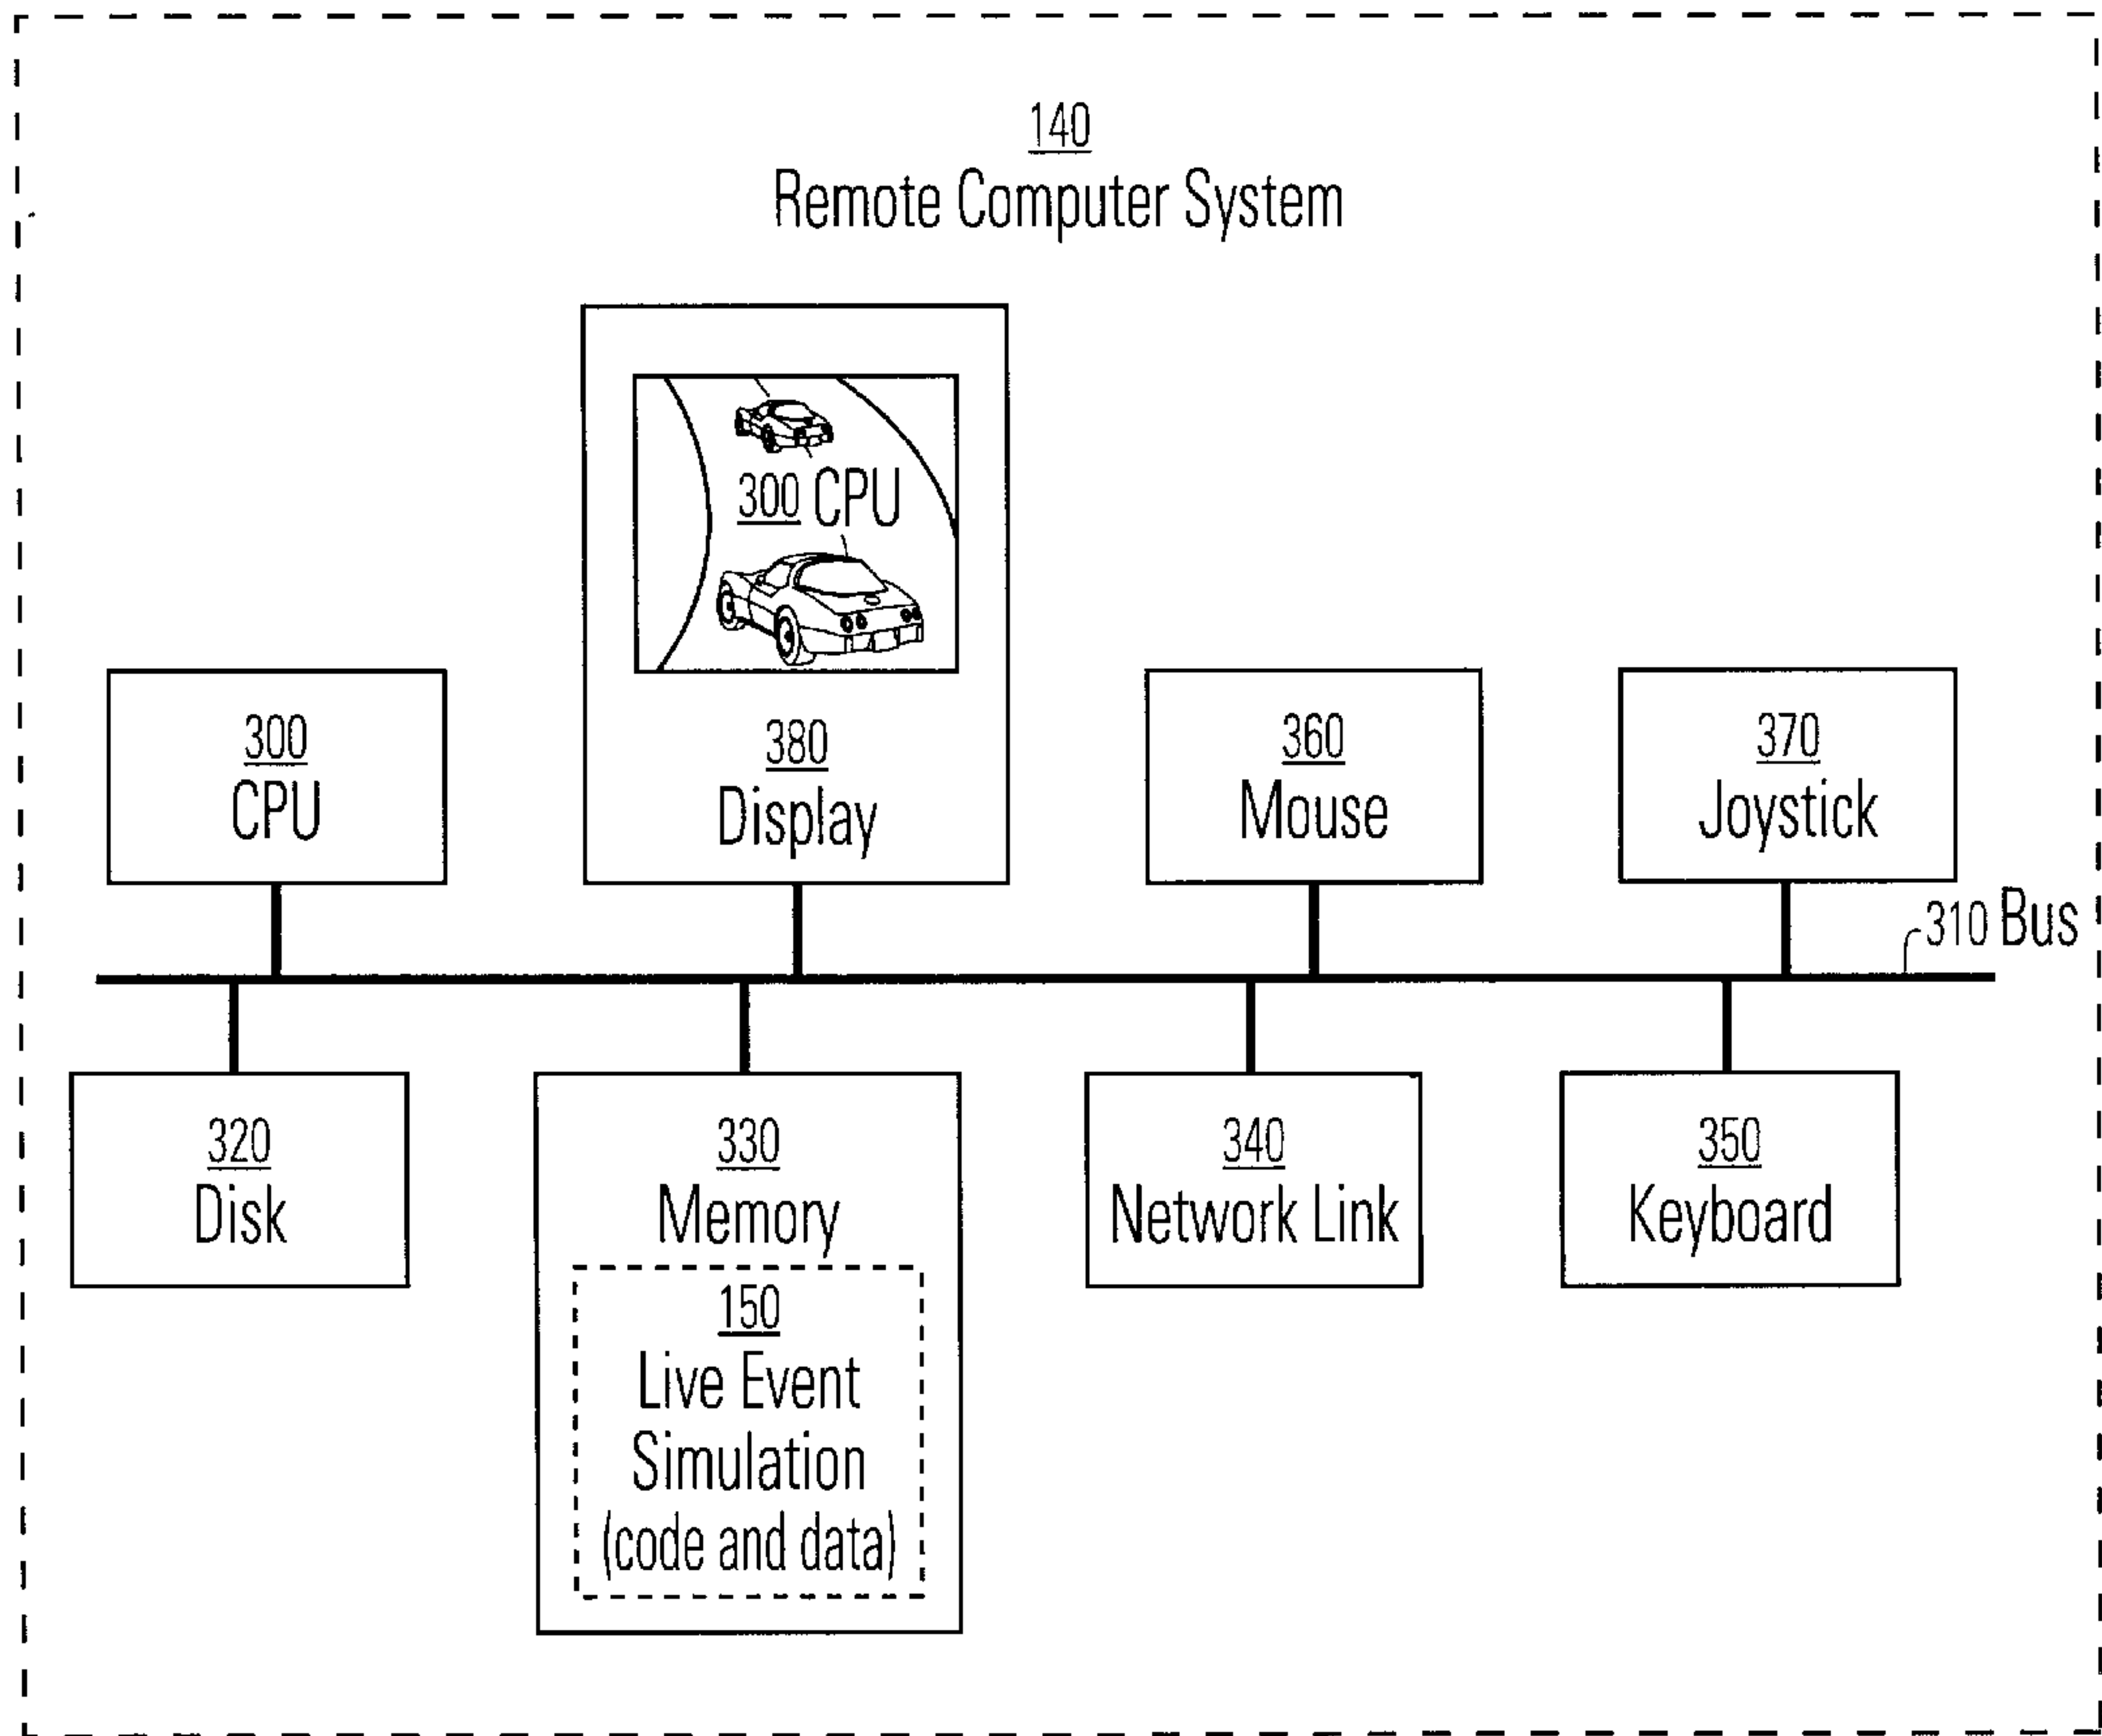 140
Remote Computer System
300 CPU
300
CPU
380
Display
360
Mouse
370
Joystick
310 Bus
320
Disk
330
Memory
150
Live Event
Simulation
(code and data)
340
Network Link
350
Keyboard